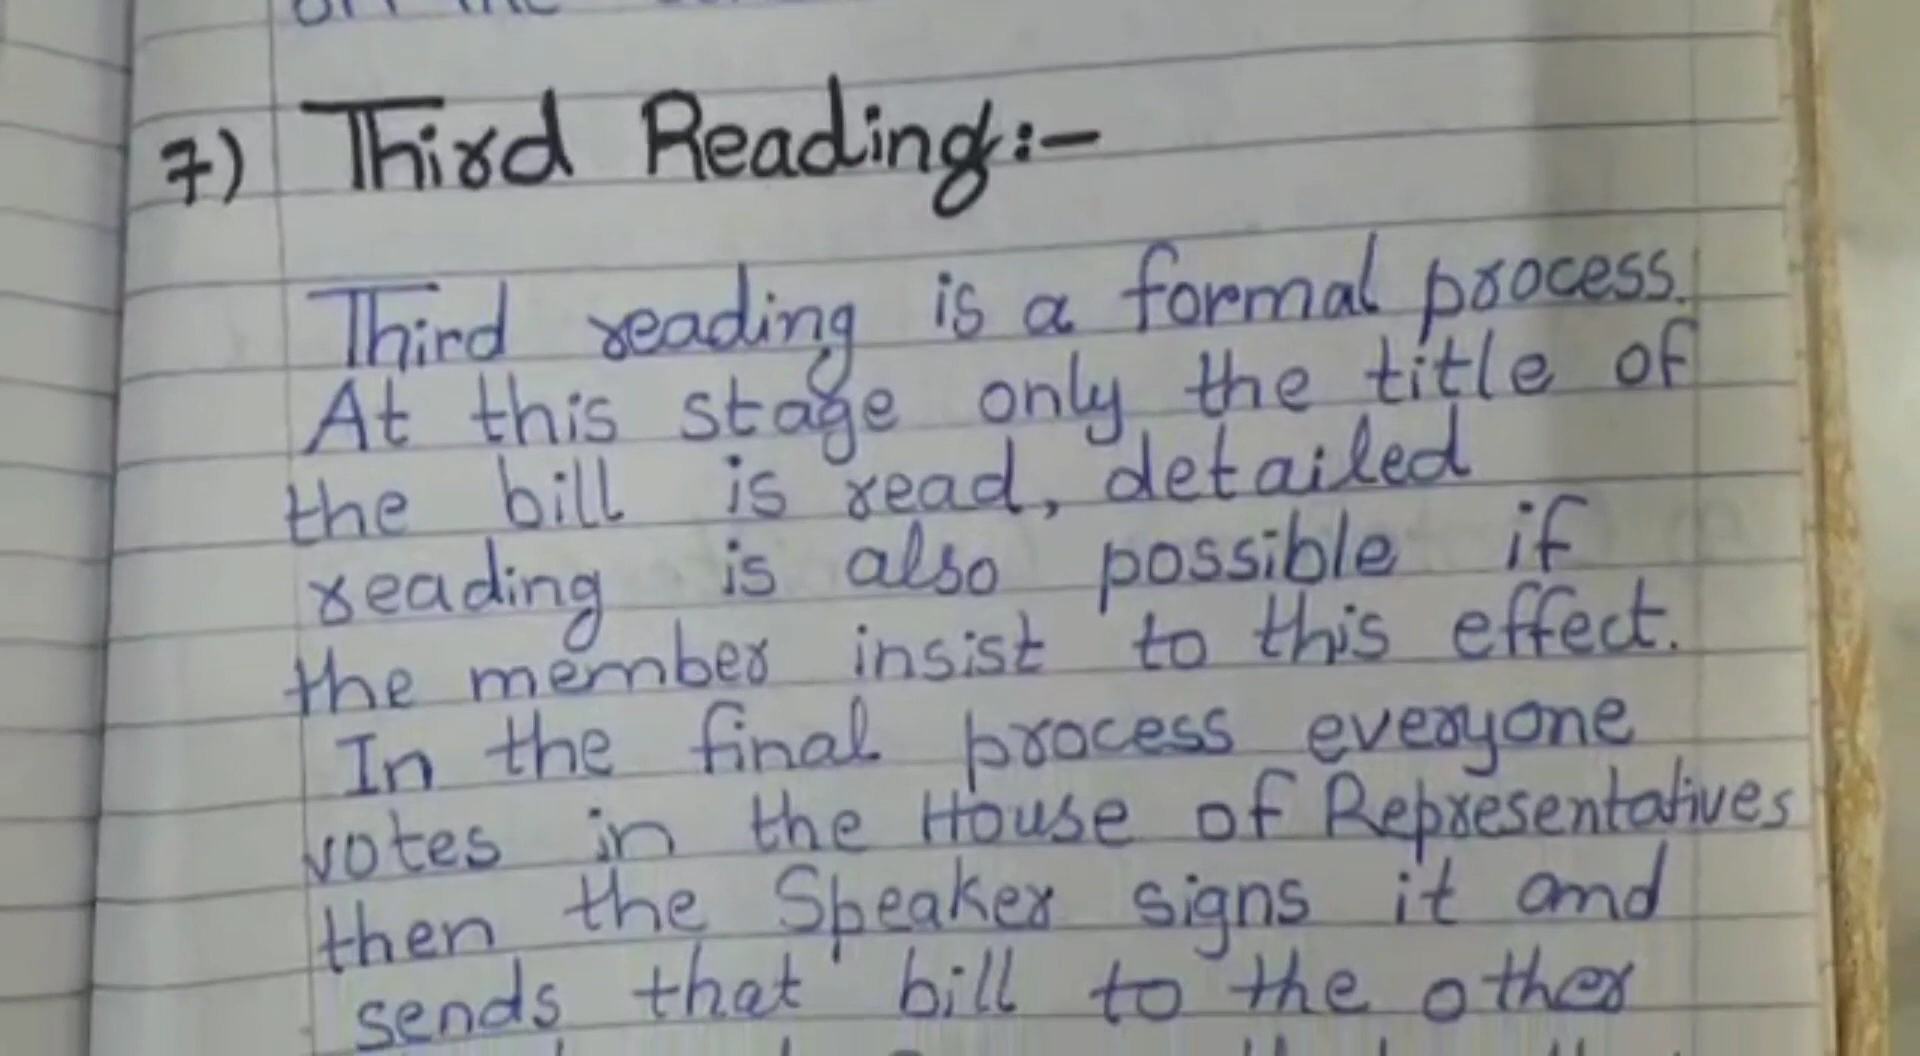 7) Third Reading:-
Third reading is a formal process.
At this stage only the title of
the bill is read, detailed
reading is also possible if
the member insist to this effect.
In the final process everyone
votes in the House of Representatives
then the Speaker signs it and
sends that bill to the other